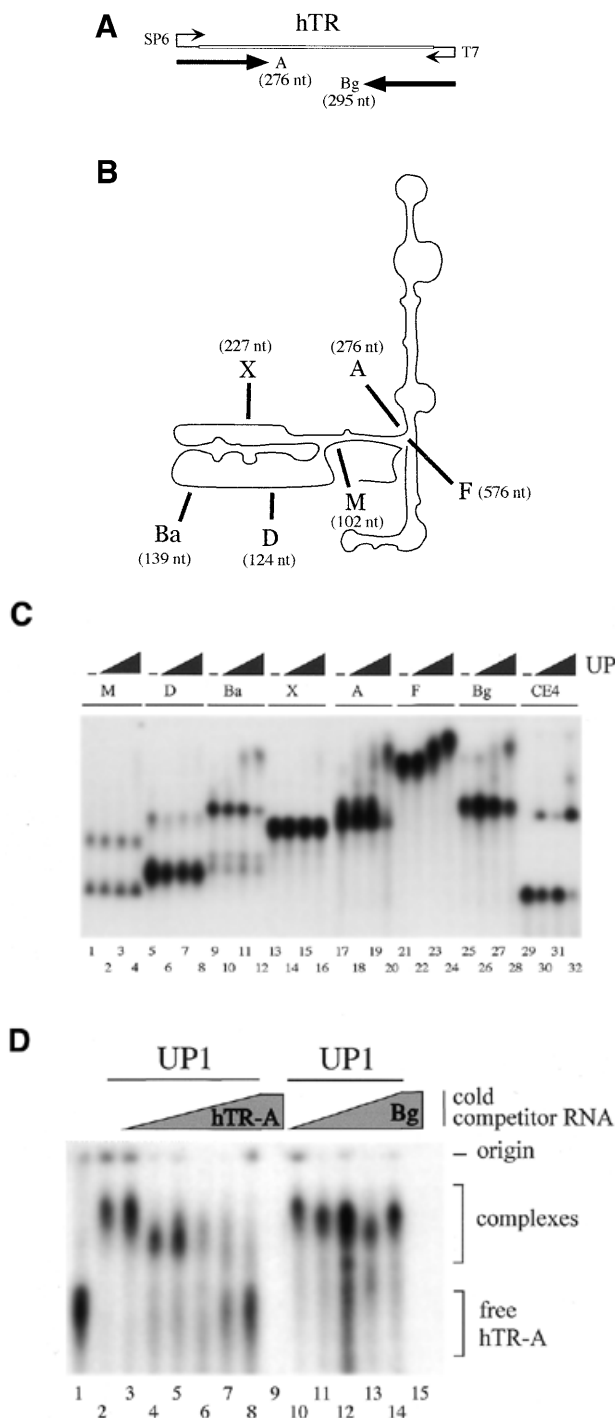 A
hTR
SP6
T7
A
(276 nt)
Bg
(295 nt)
B
(227 nt)
X
(276 nt)
A
F (576 nt)
M
(102 nt)
Ba
(139 nt)
D
(124 nt)
C
– – – – – – – – UP
M D Ba X A F Bg CE4
1 3 5 7 9 11 13 15 17 19 21 23 25 27 29 31
2 4 6 8 10 12 14 16 18 20 22 24 26 28 30 32
D
UP1 UP1
hTR-A Bg
cold
competitor RNA
origin
complexes
free
hTR-A
1 3 5 7 9 11 13 15
2 4 6 8 10 12 14